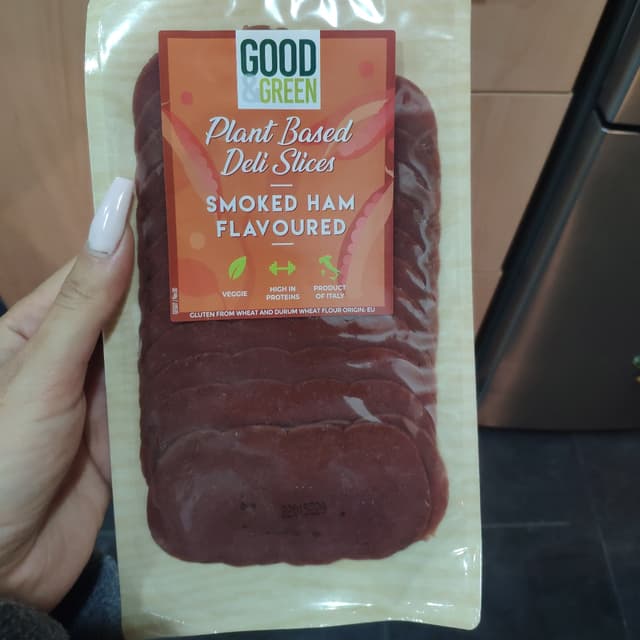 GOOD
&GREEN
Plant Based
Deli Slices
SMOKED HAM
FLAVOURED
VEGGIE
HIGH IN
PROTEINS
PRODUCT
OF ITALY
GLUTEN FROM WHEAT AND DURUM WHEAT FLOUR ORIGIN: EU